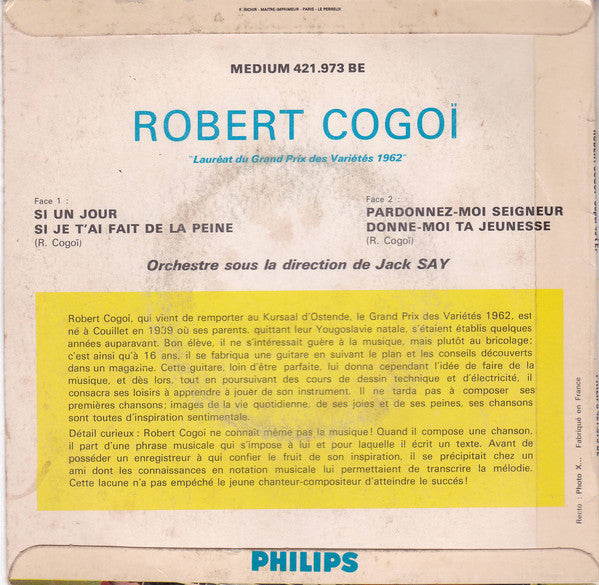 F. RICHIR - MAITRE-IMPRIMEUR - PARIS - LE PERREUX
MEDIUM 421.973 BE
ROBERT COGOÏ
"Lauréat du Grand Prix des Variétés 1962"
Face 1 :
SI UN JOUR
SI JE T'AI FAIT DE LA PEINE
(R. Cogoï)
Face 2 :
PARDONNEZ-MOI SEIGNEUR
DONNE-MOI TA JEUNESSE
(R. Cogoï)
Orchestre sous la direction de Jack SAY
Robert Cogoï, qui vient de remporter au Kursaal d'Ostende, le Grand Prix des Variétés 1962, est
né à Couillet en 1939 où ses parents, quittant leur Yougoslavie natale, s'étaient établis quelques
années auparavant. Bon élève, il ne s'intéressait guère à la musique, mais plutôt au bricolage;
c'est ainsi qu'à 16 ans, il se fabriqua une guitare en suivant le plan et les conseils découverts
dans un magazine. Cette guitare, loin d'être parfaite, lui donna cependant l'idée de faire de la
musique, et dès lors, tout en poursuivant des cours de dessin technique et d'électricité, il
consacra ses loisirs à apprendre à jouer de son instrument. Il ne tarda pas à composer ses
premières chansons; images de la vie quotidienne, de ses joies et de ses peines, ses chansons
sont toutes d'inspiration sentimentale.
Détail curieux : Robert Cogoï ne connaît même pas la musique! Quand il compose une chanson,
il part d'une phrase musicale qui s'impose à lui et pour laquelle il écrit un texte. Avant de
posséder un enregistreur à qui confier le fruit de son inspiration, il se précipitait chez un
ami dont les connaissances en notation musicale lui permettaient de transcrire la mélodie.
Cette lacune n'a pas empêché le jeune chanteur-compositeur d'atteindre le succès!
Recto : Photo X... Fabriqué en France
PHILIPS